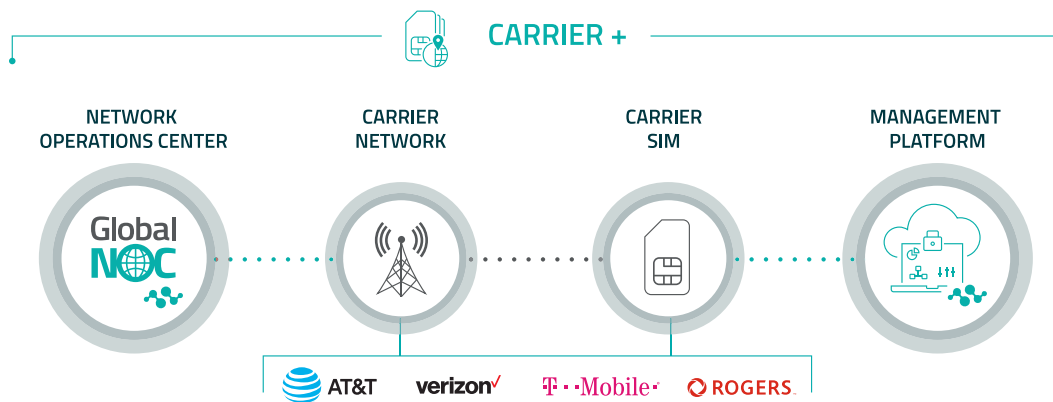 CARRIER +
NETWORK
OPERATIONS CENTER
CARRIER
NETWORK
CARRIER
SIM
MANAGEMENT
PLATFORM
Global
NOC
AT&T
verizon✓
T··Mobile·
ROGERS